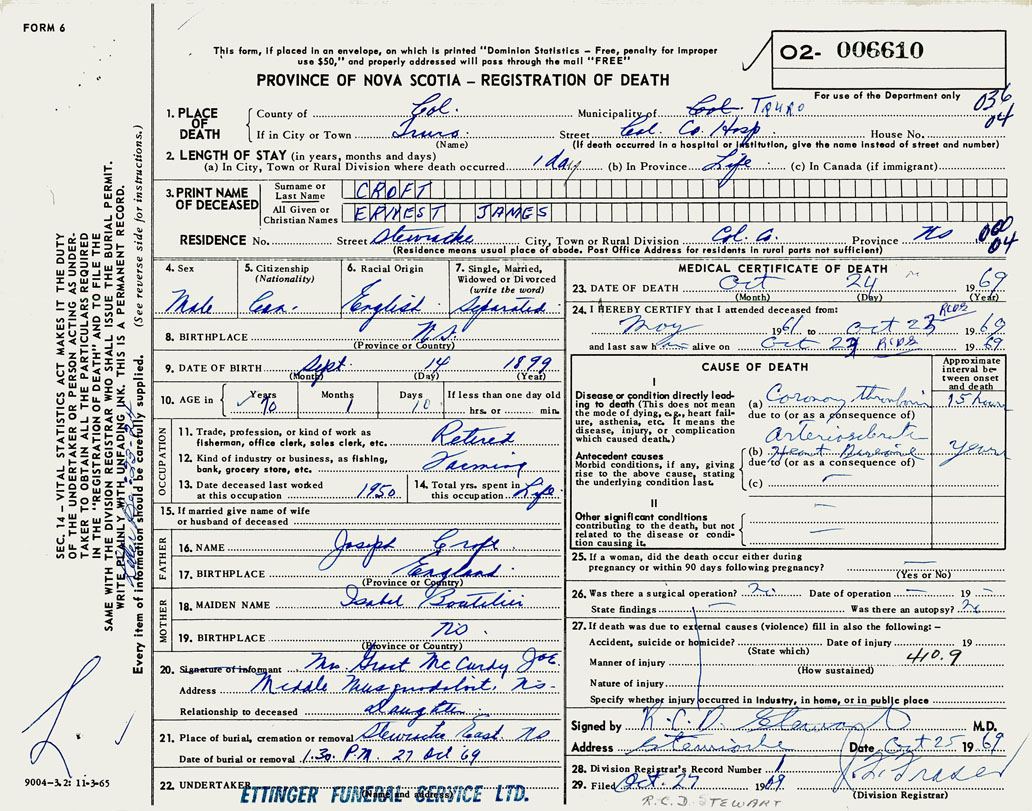 FORM 6
This form, if placed in an envelope, on which is printed "Dominion Statistics – Free, penalty for improper
use $50," and properly addressed will pass through the mail "FREE"
PROVINCE OF NOVA SCOTIA – REGISTRATION OF DEATH
O2- 006610
For use of the Department only
036
04
1. PLACE OF DEATH
County of Col. Municipality of Col. TRURO
If in City or Town Truro Street Col. Co. Hosp House No.
(Name) (If death occurred in a hospital or institution, give the name instead of street and number)
2. LENGTH OF STAY (in years, months and days)
(a) In City, Town or Rural Division where death occurred 1 day (b) In Province Life (c) In Canada (if immigrant)
3. PRINT NAME OF DECEASED
Surname or Last Name CROFT
All Given or Christian Names ERNEST JAMES
RESIDENCE No. Street Stewiacke City, Town or Rural Division Col. Co. Province NS
04
(Residence means usual place of abode. Post Office Address for residents in rural parts not sufficient)
4. Sex Male
5. Citizenship (Nationality) Can.
6. Racial Origin English
7. Single, Married, Widowed or Divorced (write the word) Separated
8. BIRTHPLACE N.S.
(Province or Country)
9. DATE OF BIRTH Sept 14 1899
(Month) (Day) (Year)
10. AGE in Years 70 Months 1 Days 10 If less than one day old
hrs. or min.
OCCUPATION
11. Trade, profession, or kind of work as
fisherman, office clerk, sales clerk, etc. Retired
12. Kind of industry or business, as fishing,
bank, grocery store, etc. Farming
13. Date deceased last worked
at this occupation 1950
14. Total yrs. spent in
this occupation Life
15. If married give name of wife
or husband of deceased
FATHER
16. NAME Joseph Croft
17. BIRTHPLACE England
(Province or Country)
MOTHER
18. MAIDEN NAME Isabel Boutilier
19. BIRTHPLACE NS
(Province or Country)
20. Signature of informant Mrs. Grant McCurdy Joe.
Address Middle Musquodoboit, NS-
Relationship to deceased daughter
21. Place of burial, cremation or removal Stewiacke East NS
Date of burial or removal 1.30 P.M. 27 Oct '69
22. UNDERTAKER ETTINGER FUNERAL SERVICE LTD.
(Name and address)
MEDICAL CERTIFICATE OF DEATH
23. DATE OF DEATH Oct 24 1969
(Month) (Day) (Year)
24. I HEREBY CERTIFY that I attended deceased from:
RCDS
May 1961 to Oct 23 1969
and last saw him alive on Oct 23 RCDS 1969
CAUSE OF DEATH
Approximate interval between onset and death
I
Disease or condition directly leading to death (This does not mean the mode of dying, e.g., heart failure, asthenia, etc. It means the disease, injury, or complication which caused death.)
(a) Coronary thrombosis 15 hours
due to (or as a consequence of)
Arteriosclerotic
Antecedent causes
Morbid conditions, if any, giving rise to the above cause, stating the underlying condition last.
(b) Heart Disease years
due to (or as a consequence of)
(c) —
II
Other significant conditions
contributing to the death, but not related to the disease or condition causing it.
—
—
25. If a woman, did the death occur either during
pregnancy or within 90 days following pregnancy? —
(Yes or No)
26. Was there a surgical operation? No Date of operation — 19 —
State findings — Was there an autopsy? No
27. If death was due to external causes (violence) fill in also the following:–
Accident, suicide or homicide? Date of injury 19
(State which)
Manner of injury 410.9
(How sustained)
Nature of injury
Specify whether injury occurred in industry, in home, or in public place
Signed by R.C.D. Stewart M.D.
Address Stewiacke Date Oct 25 1969
28. Division Registrar's Record Number 1
29. Filed Oct. 27 1969 Fraser
(Division Registrar)
R.C.D STEWART
SEC. 14 – VITAL STATISTICS ACT MAKES IT THE DUTY
OF THE UNDERTAKER OR PERSON ACTING AS UNDERTAKER
TO OBTAIN ALL THE PARTICULARS REQUIRED
IN THE "REGISTRATION OF DEATH" AND TO FILE THE
SAME WITH THE DIVISION REGISTRAR WHO SHALL ISSUE THE BURIAL PERMIT.
WRITE PLAINLY WITH UNFADING INK. THIS IS A PERMANENT RECORD.
Every item of information should be carefully supplied. (See reverse side for instructions.)
9004-3.2: 11-3-65